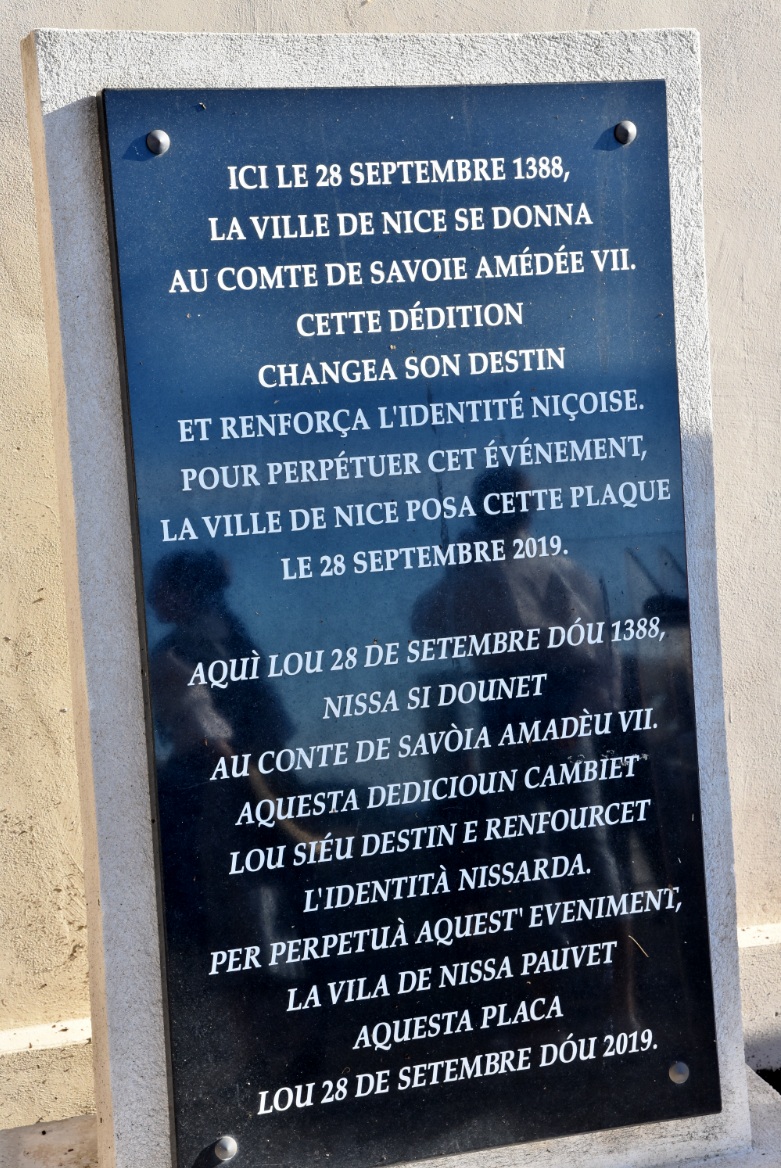 ICI LE 28 SEPTEMBRE 1388,
LA VILLE DE NICE SE DONNA
AU COMTE DE SAVOIE AMÉDÉE VII.
CETTE DÉDITION
CHANGEA SON DESTIN
ET RENFORÇA L'IDENTITÉ NIÇOISE.
POUR PERPÉTUER CET ÉVÉNEMENT,
LA VILLE DE NICE POSA CETTE PLAQUE
LE 28 SEPTEMBRE 2019.
AQUÌ LOU 28 DE SETEMBRE DÓU 1388,
NISSA SI DOUNET
AU CONTE DE SAVÒIA AMADÈU VII.
AQUESTA DEDICIOUN CAMBIET
LOU SIÉU DESTIN E RENFOURCET
L'IDENTITÀ NISSARDA.
PER PERPETUÀ AQUEST' EVENIMENT,
LA VILA DE NISSA PAUVET
AQUESTA PLACA
LOU 28 DE SETEMBRE DÓU 2019.